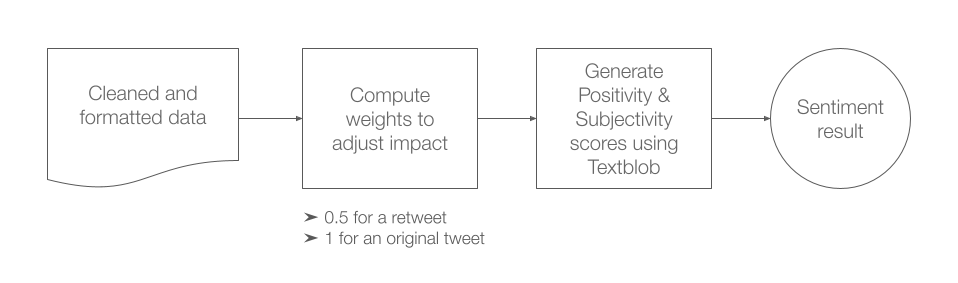 Cleaned and
formatted data
Compute
weights to
adjust impact
Generate
Positivity &
Subjectivity
scores using
Textblob
Sentiment
result
➤ 0.5 for a retweet
➤ 1 for an original tweet